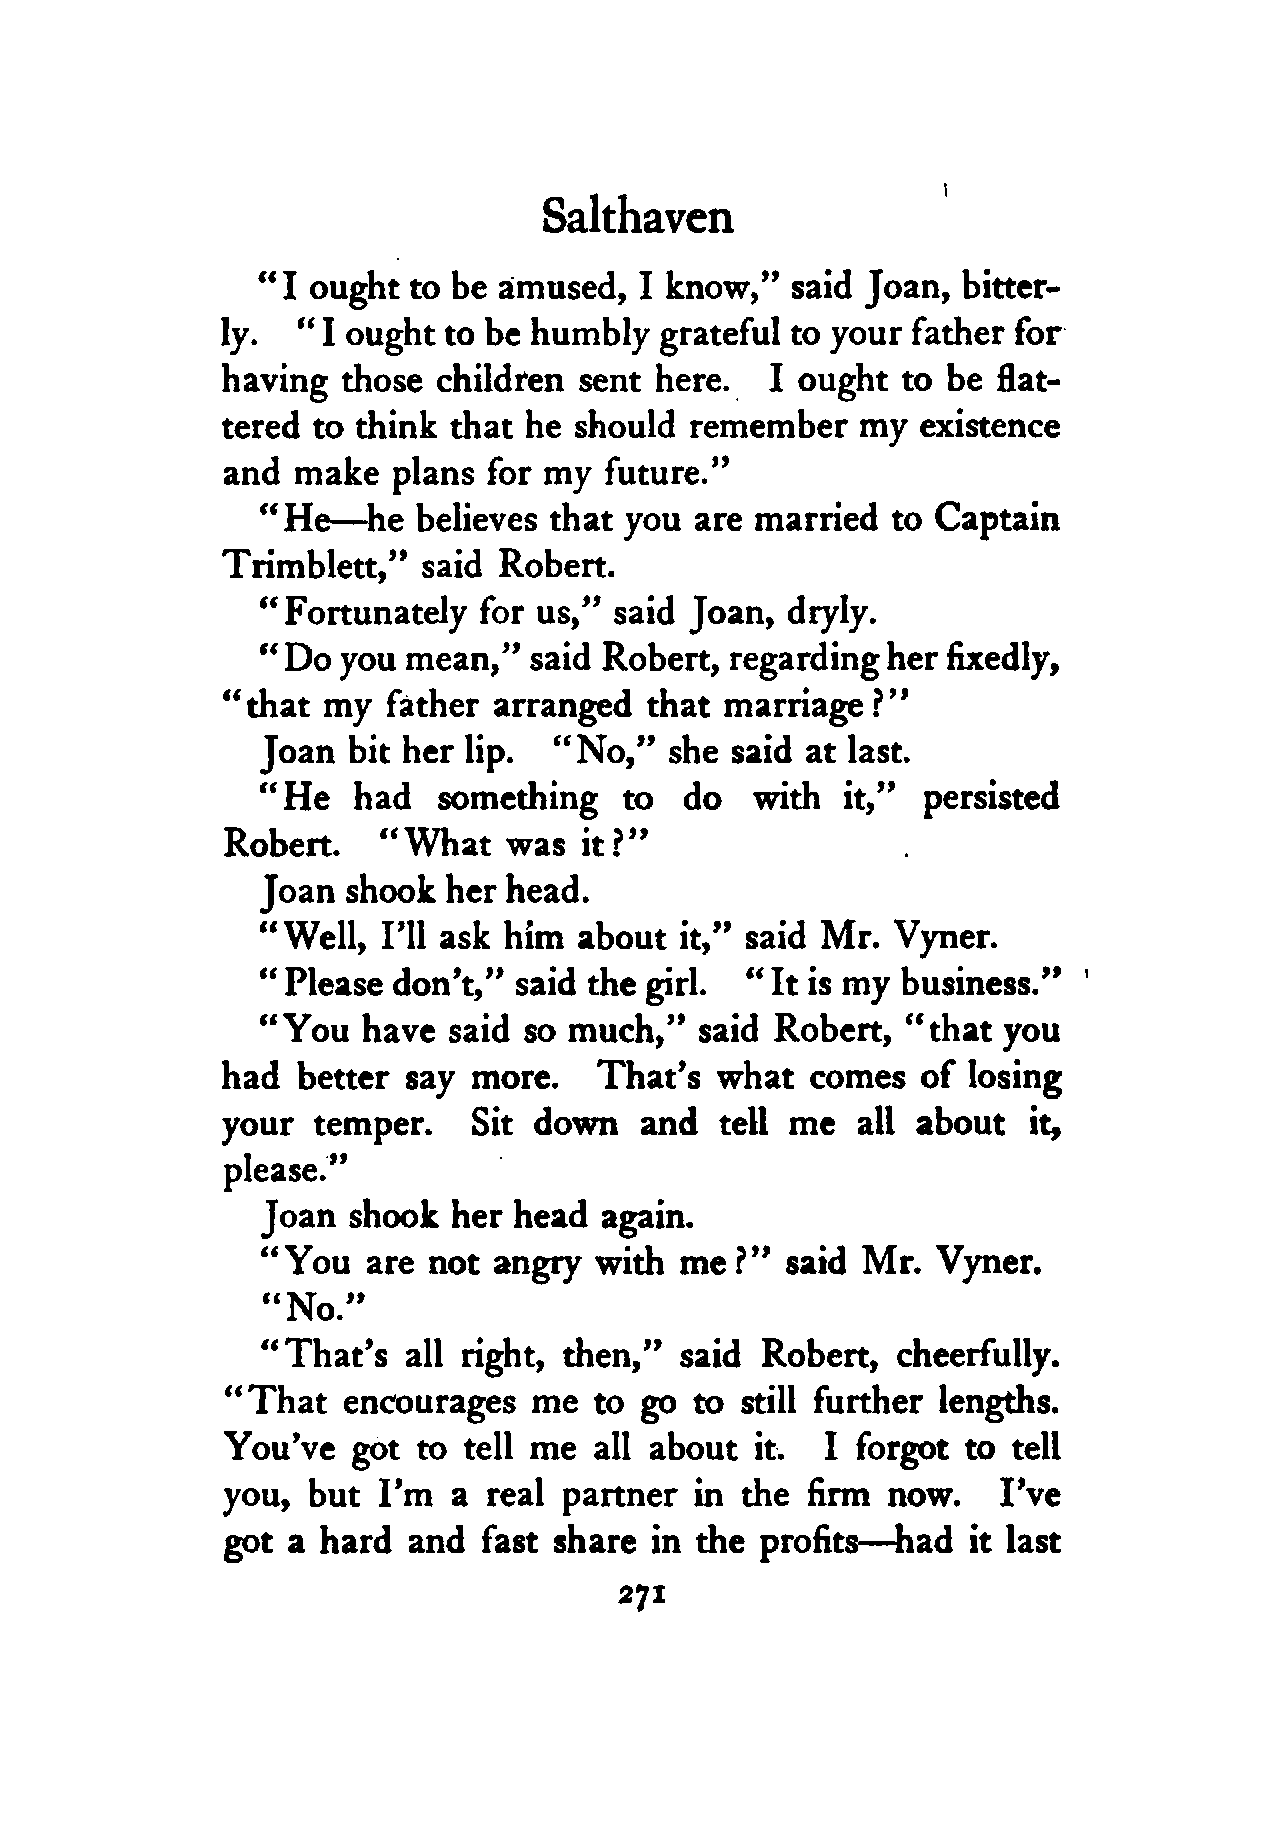 Salthaven
"I ought to be amused, I know," said Joan, bitter-
ly. "I ought to be humbly grateful to your father for
having those children sent here. I ought to be flat-
tered to think that he should remember my existence
and make plans for my future."
"He—he believes that you are married to Captain
Trimblett," said Robert.
"Fortunately for us," said Joan, dryly.
"Do you mean," said Robert, regarding her fixedly,
"that my father arranged that marriage?"
Joan bit her lip. "No," she said at last.
"He had something to do with it," persisted
Robert. "What was it?"
Joan shook her head.
"Well, I'll ask him about it," said Mr. Vyner.
"Please don't," said the girl. "It is my business."
"You have said so much," said Robert, "that you
had better say more. That's what comes of losing
your temper. Sit down and tell me all about it,
please."
Joan shook her head again.
"You are not angry with me?" said Mr. Vyner.
"No."
"That's all right, then," said Robert, cheerfully.
"That encourages me to go to still further lengths.
You've got to tell me all about it. I forgot to tell
you, but I'm a real partner in the firm now. I've
got a hard and fast share in the profits—had it last
271